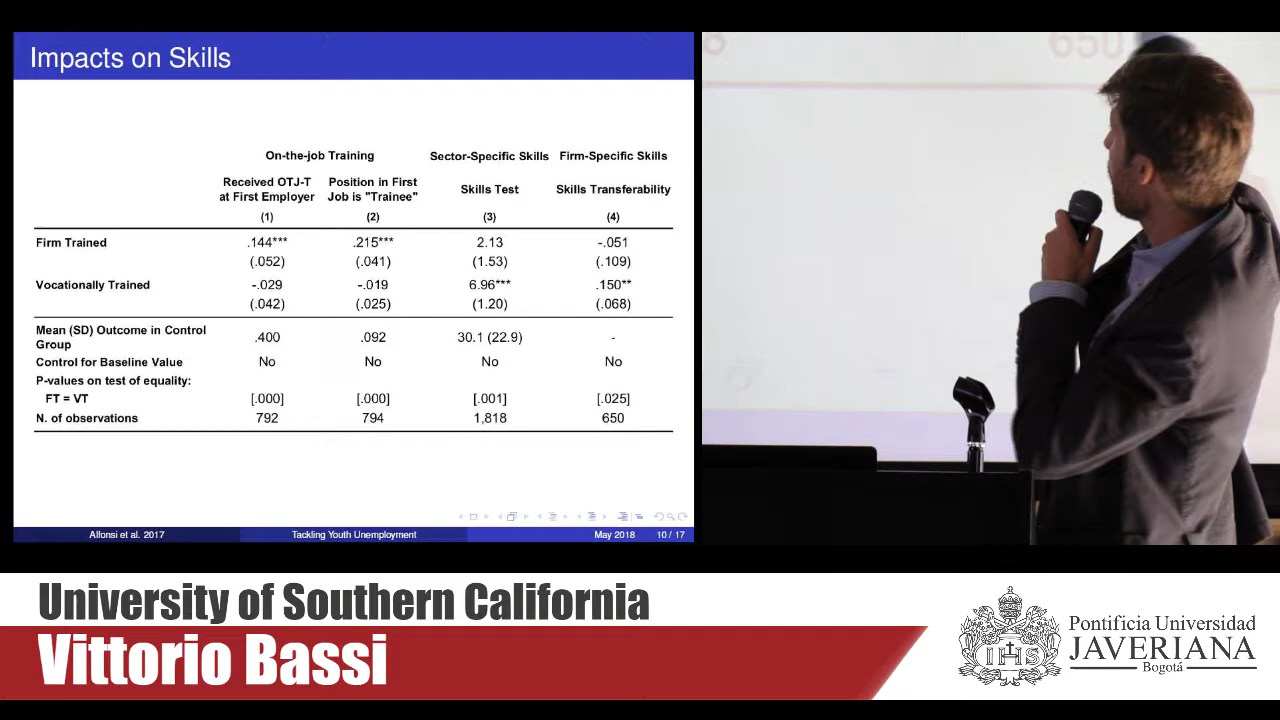 Impacts on Skills
On-the-job Training Sector-Specific Skills Firm-Specific Skills
Received OTJ-T at First Employer Position in First Job is "Trainee" Skills Test Skills Transferability
(1) (2) (3) (4)
Firm Trained .144*** .215*** 2.13 -.051
(.052) (.041) (1.53) (.109)
Vocationally Trained -.029 -.019 6.96*** .150**
(.042) (.025) (1.20) (.068)
Mean (SD) Outcome in Control Group .400 .092 30.1 (22.9) -
Control for Baseline Value No No No No
P-values on test of equality:
FT = VT [.000] [.000] [.001] [.025]
N. of observations 792 794 1,818 650
Alfonsi et al. 2017 Tackling Youth Unemployment May 2018 10 / 17
650
University of Southern California
Vittorio Bassi
IHS
Pontificia Universidad
JAVERIANA
Bogotá